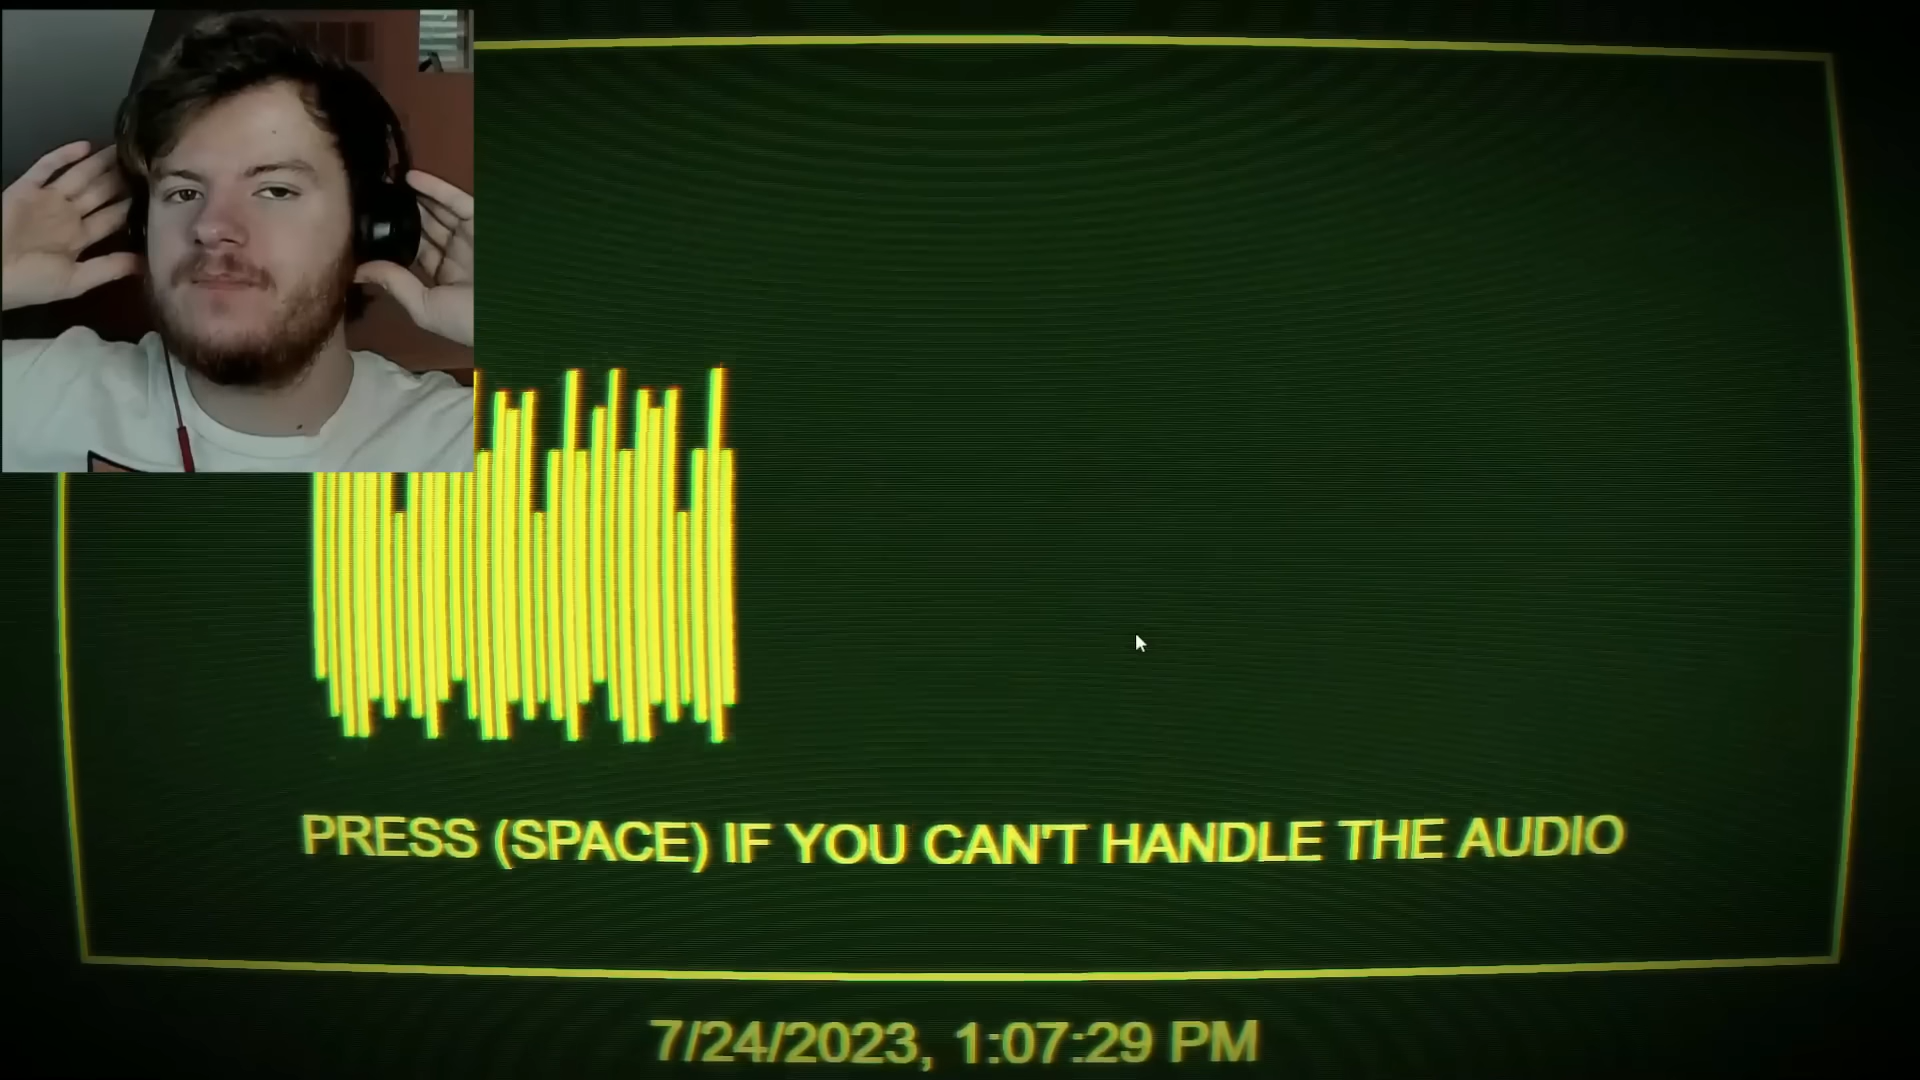 PRESS (SPACE) IF YOU CAN'T HANDLE THE AUDIO
7/24/2023, 1:07:29 PM